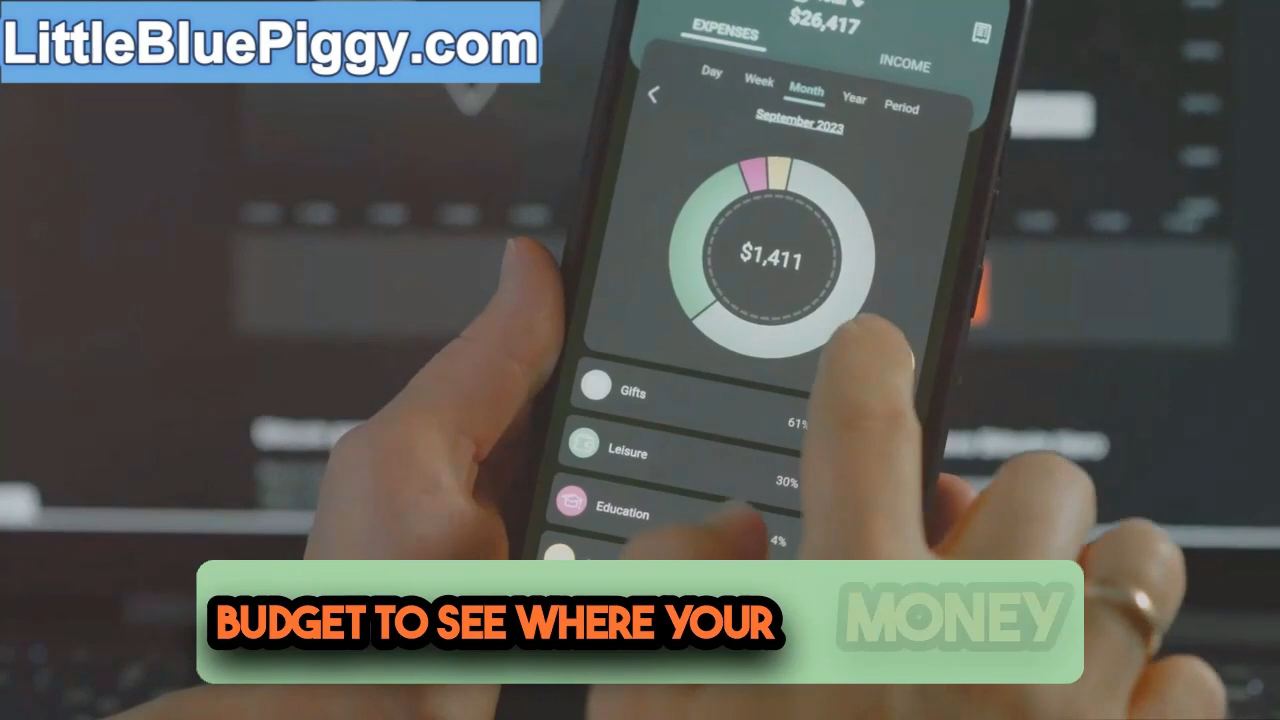 LittleBluePiggy.com
$26,417
EXPENSES
INCOME
Day Week Month Year Period
September 2023
$1,411
Gifts
61%
Leisure
30%
Education
4%
BUDGET TO SEE WHERE YOUR MONEY